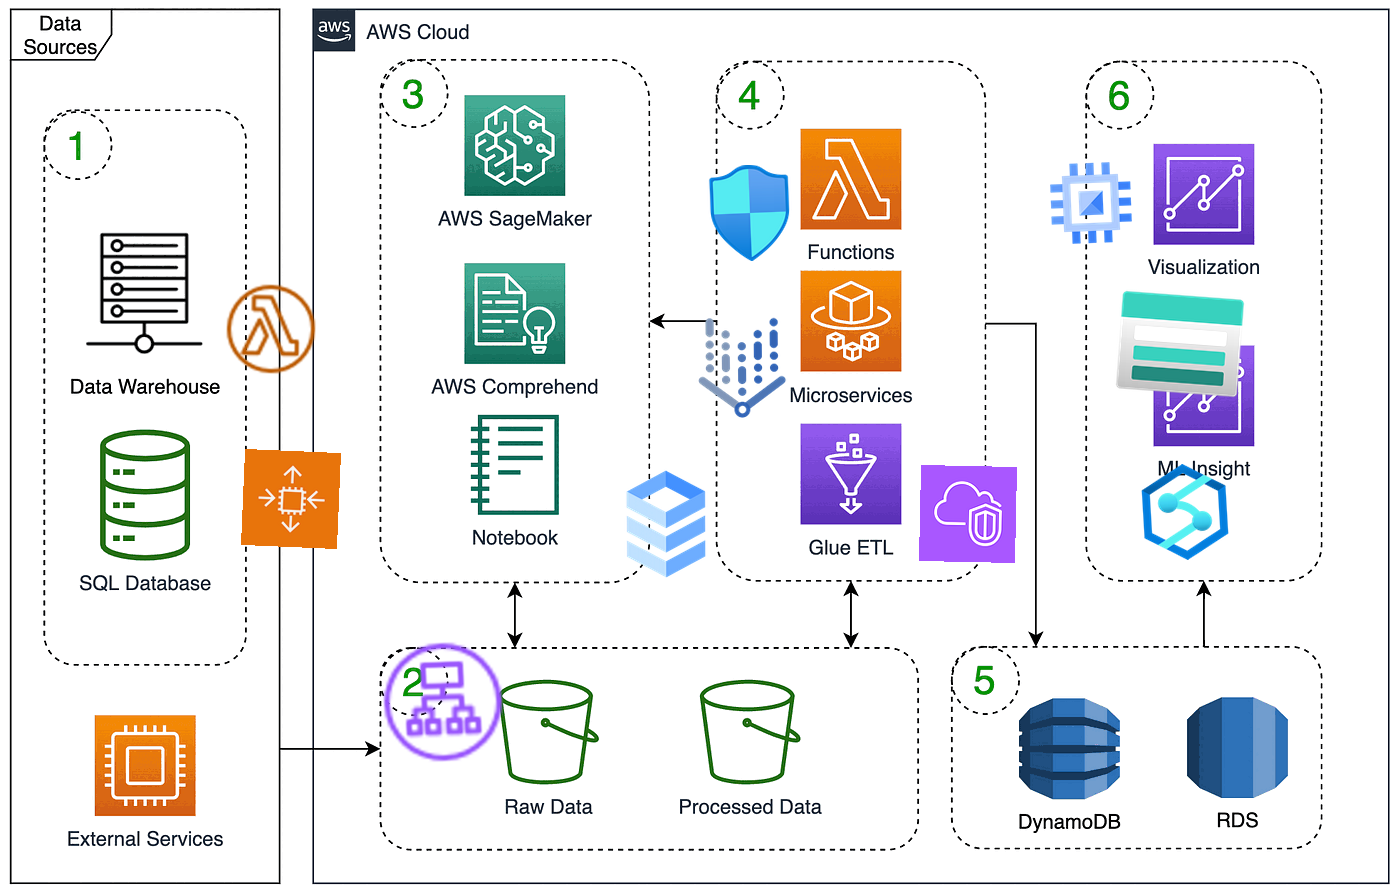 Data
Sources
aws
AWS Cloud
1
Data Warehouse
SQL Database
External Services
3
AWS SageMaker
AWS Comprehend
Notebook
4
Functions
Microservices
Glue ETL
6
Visualization
ML Insight
2
Raw Data
Processed Data
5
DynamoDB
RDS